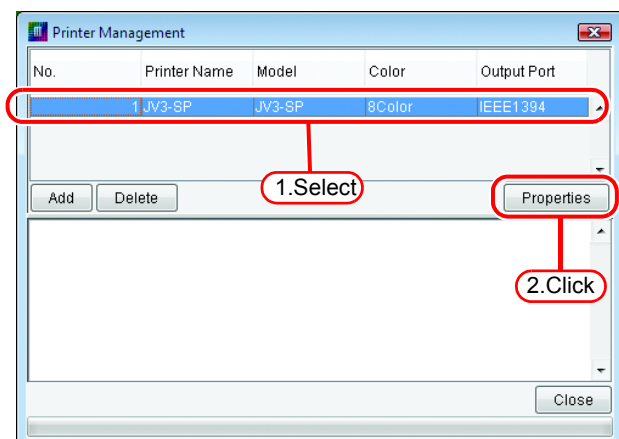 Printer Management
No. Printer Name Model Color Output Port
1 JV3-SP JV3-SP 8Color IEEE1394
1.Select
Add Delete Properties
2.Click
Close